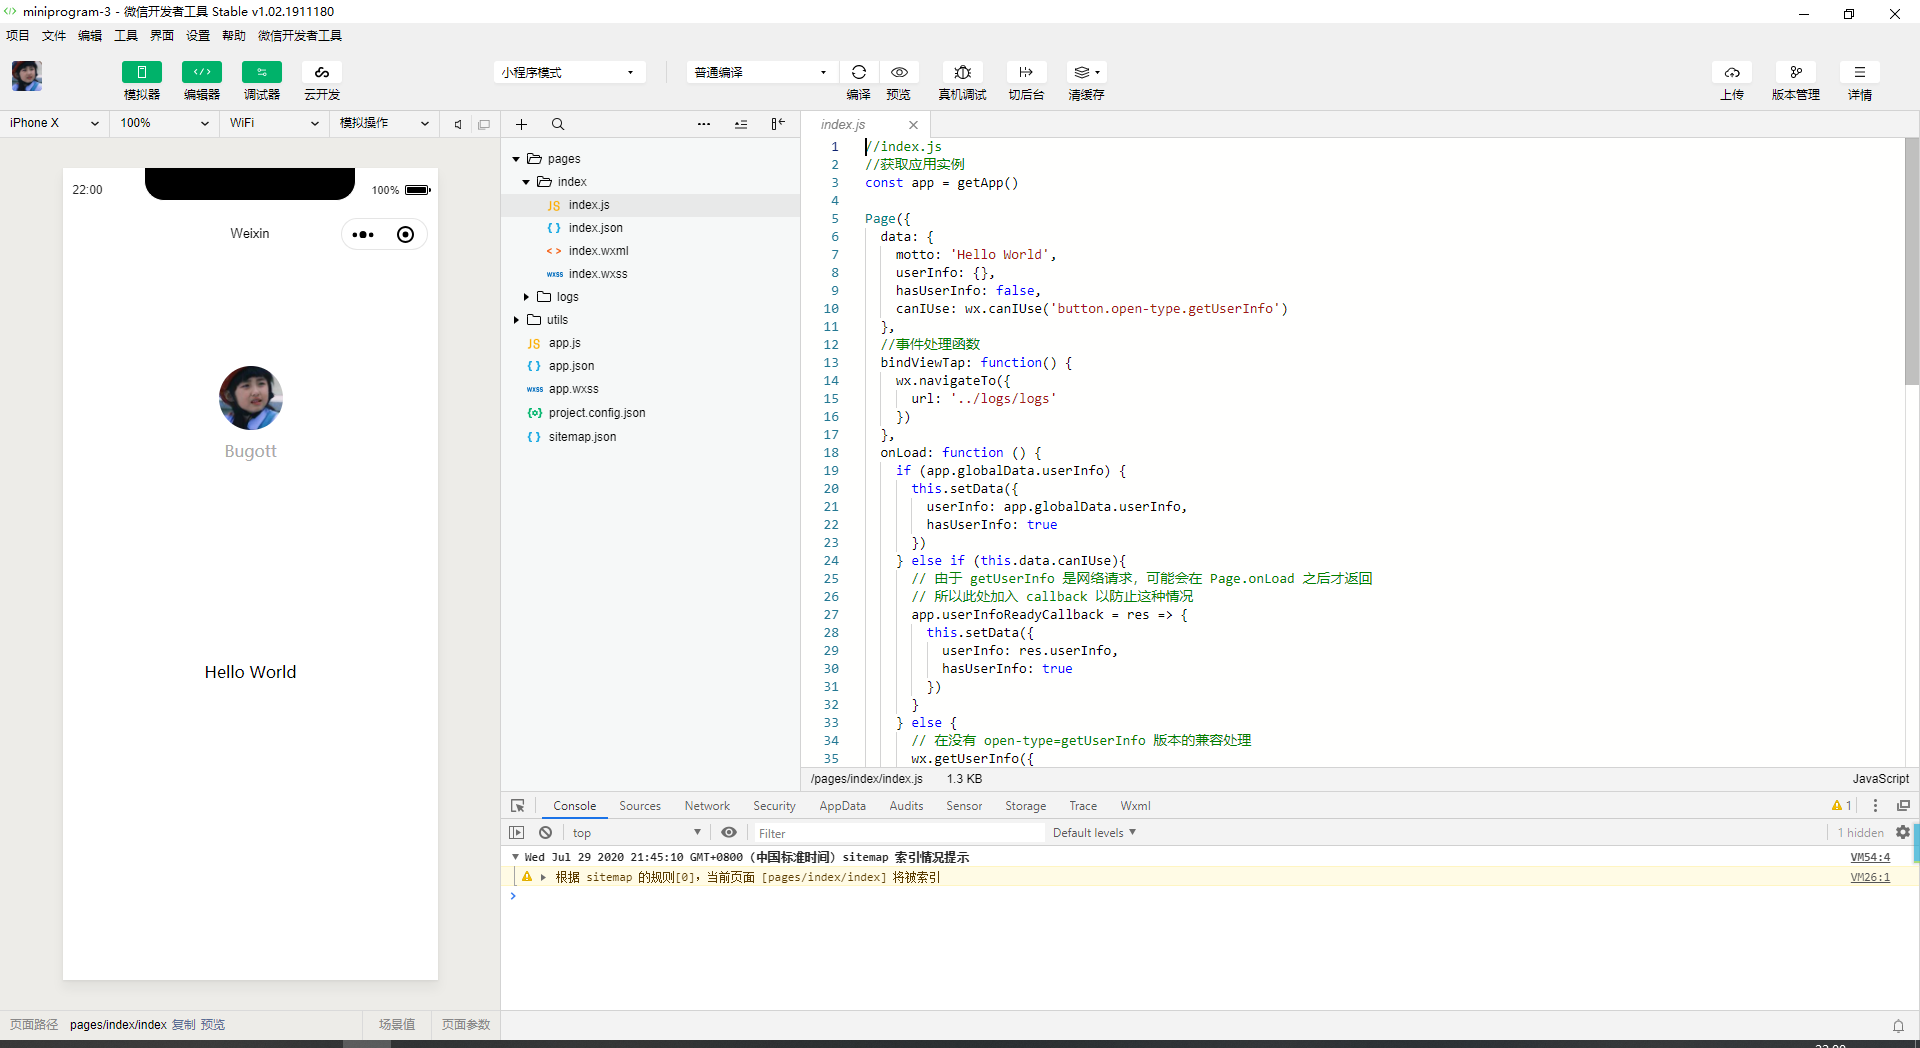 miniprogram-3 - 微信开发者工具 Stable v1.02.1911180
项目 文件 编辑 工具 界面 设置 帮助 微信开发者工具
模拟器 编辑器 调试器 云开发
小程序模式
普通编译
编译 预览 真机调试 切后台 清缓存
上传 版本管理 详情
iPhone X 100% WiFi 模拟操作
22:00 100%
Weixin
Bugott
Hello World
页面路径 pages/index/index 复制 预览 场景值 页面参数
pages
index
JS index.js
{ } index.json
< > index.wxml
wxss index.wxss
logs
utils
JS app.js
{ } app.json
wxss app.wxss
{o} project.config.json
{ } sitemap.json
index.js
1 //index.js
2 //获取应用实例
3 const app = getApp()
4
5 Page({
6 data: {
7 motto: 'Hello World',
8 userInfo: {},
9 hasUserInfo: false,
10 canIUse: wx.canIUse('button.open-type.getUserInfo')
11 },
12 //事件处理函数
13 bindViewTap: function() {
14 wx.navigateTo({
15 url: '../logs/logs'
16 })
17 },
18 onLoad: function () {
19 if (app.globalData.userInfo) {
20 this.setData({
21 userInfo: app.globalData.userInfo,
22 hasUserInfo: true
23 })
24 } else if (this.data.canIUse){
25 // 由于 getUserInfo 是网络请求，可能会在 Page.onLoad 之后才返回
26 // 所以此处加入 callback 以防止这种情况
27 app.userInfoReadyCallback = res => {
28 this.setData({
29 userInfo: res.userInfo,
30 hasUserInfo: true
31 })
32 }
33 } else {
34 // 在没有 open-type=getUserInfo 版本的兼容处理
35 wx.getUserInfo({
/pages/index/index.js 1.3 KB JavaScript
Console Sources Network Security AppData Audits Sensor Storage Trace Wxml 1
top Filter Default levels 1 hidden
Wed Jul 29 2020 21:45:10 GMT+0800 (中国标准时间) sitemap 索引情况提示 VM54:4
根据 sitemap 的规则[0]，当前页面 [pages/index/index] 将被索引 VM26:1